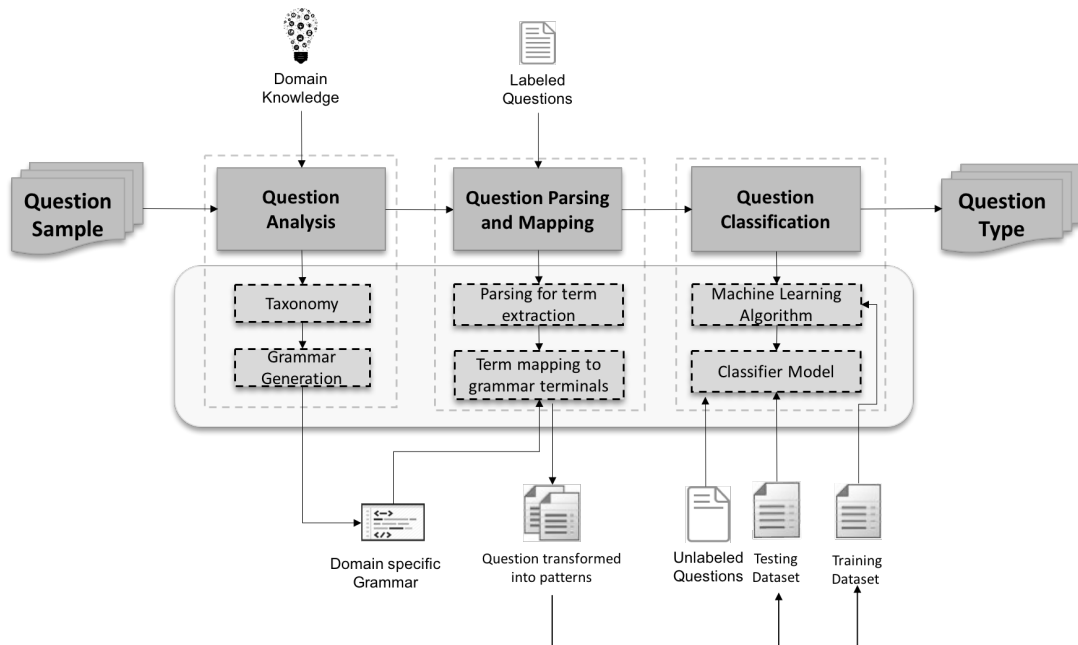 Domain
Knowledge
Labeled
Questions
Question
Sample
Question
Analysis
Question Parsing
and Mapping
Question
Classification
Question
Type
Taxonomy
Grammar
Generation
Parsing for term
extraction
Term mapping to
grammar terminals
Machine Learning
Algorithm
Classifier Model
Domain specific
Grammar
Question transformed
into patterns
Unlabeled
Questions
Testing
Dataset
Training
Dataset